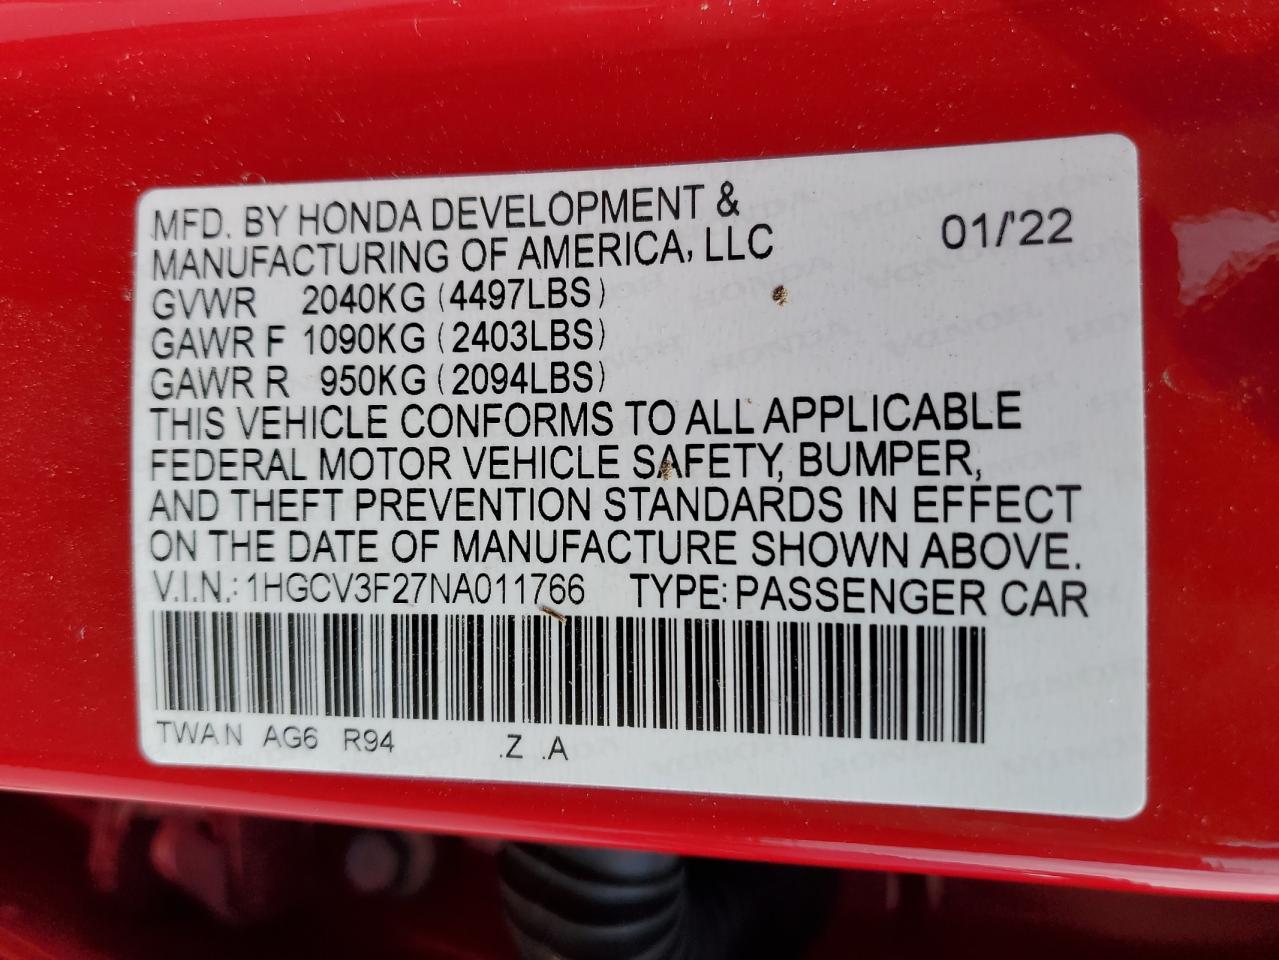 MFD. BY HONDA DEVELOPMENT &
MANUFACTURING OF AMERICA, LLC 01/'22
GVWR 2040KG (4497LBS)
GAWR F 1090KG (2403LBS)
GAWR R 950KG (2094LBS)
THIS VEHICLE CONFORMS TO ALL APPLICABLE
FEDERAL MOTOR VEHICLE SAFETY, BUMPER,
AND THEFT PREVENTION STANDARDS IN EFFECT
ON THE DATE OF MANUFACTURE SHOWN ABOVE.
V.I.N.: 1HGCV3F27NA011766 TYPE: PASSENGER CAR
TWAN AG6 R94 .Z .A